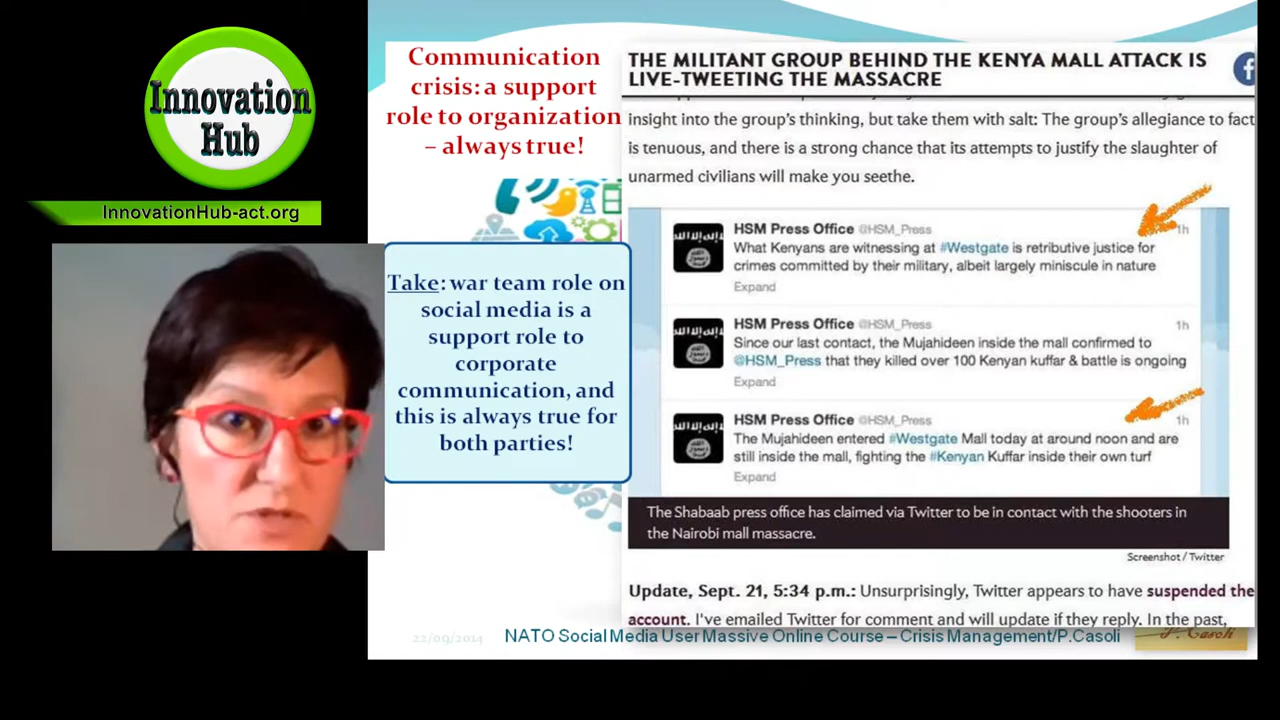 Innovation
Hub
InnovationHub-act.org
Communication
crisis: a support
role to organization
– always true!
Take: war team role on
social media is a
support role to
corporate
communication, and
this is always true for
both parties!
THE MILITANT GROUP BEHIND THE KENYA MALL ATTACK IS
LIVE-TWEETING THE MASSACRE
f
insight into the group's thinking, but take them with salt: The group's allegiance to fact
is tenuous, and there is a strong chance that its attempts to justify the slaughter of
unarmed civilians will make you seethe.
HSM Press Office @HSM_Press 1h
What Kenyans are witnessing at #Westgate is retributive justice for
crimes committed by their military, albeit largely miniscule in nature
Expand
HSM Press Office @HSM_Press 1h
Since our last contact, the Mujahideen inside the mall confirmed to
@HSM_Press that they killed over 100 Kenyan kuffar & battle is ongoing
Expand
HSM Press Office @HSM_Press 1h
The Mujahideen entered #Westgate Mall today at around noon and are
still inside the mall, fighting the #Kenyan Kuffar inside their own turf
Expand
The Shabaab press office has claimed via Twitter to be in contact with the shooters in
the Nairobi mall massacre.
Screenshot / Twitter
Update, Sept. 21, 5:34 p.m.: Unsurprisingly, Twitter appears to have suspended the
account. I've emailed Twitter for comment and will update if they reply. In the past,
22/09/2014 NATO Social Media User Massive Online Course – Crisis Management/P.Casoli
P. Casoli